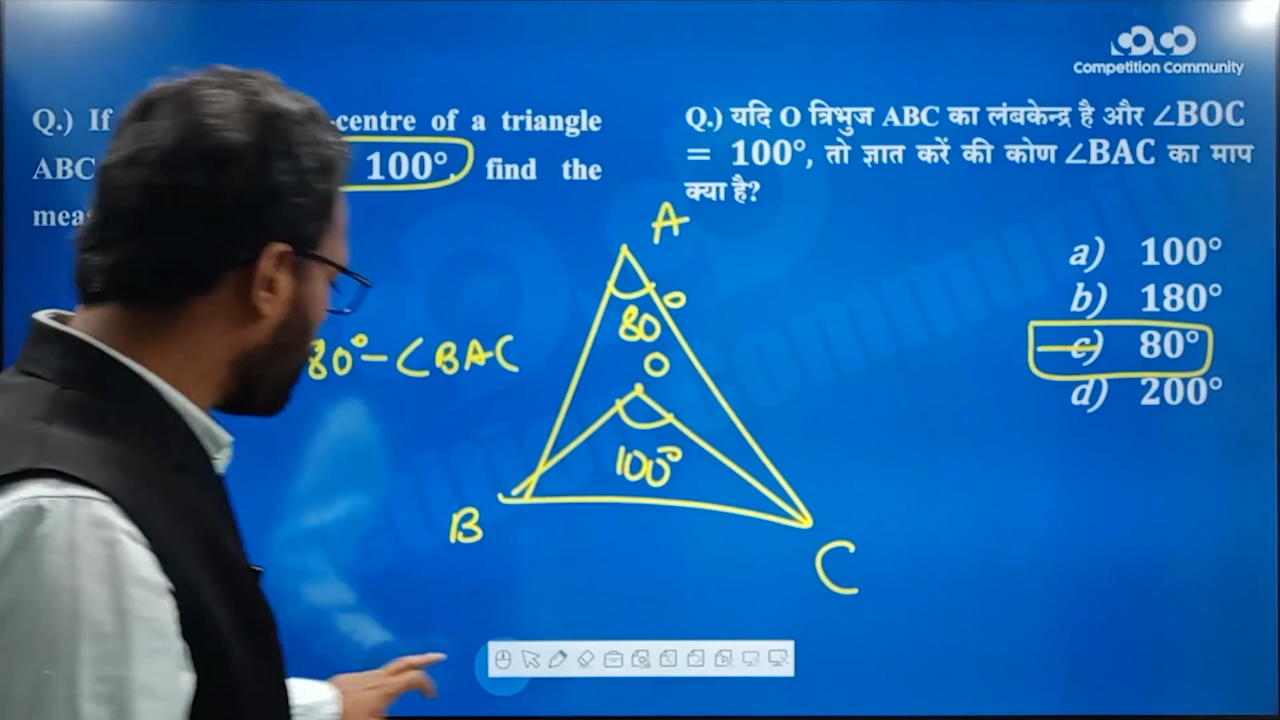 Competition Community
Q.) If -centre of a triangle
ABC 100°, find the
Q.) यदि O त्रिभुज ABC का लंबकेन्द्र है और ∠BOC
= 100°, तो ज्ञात करें की कोण ∠BAC का माप
क्या है?
a) 100°
b) 180°
c) 80°
d) 200°
A
80°
O
80° - ∠BAC
100°
B
C